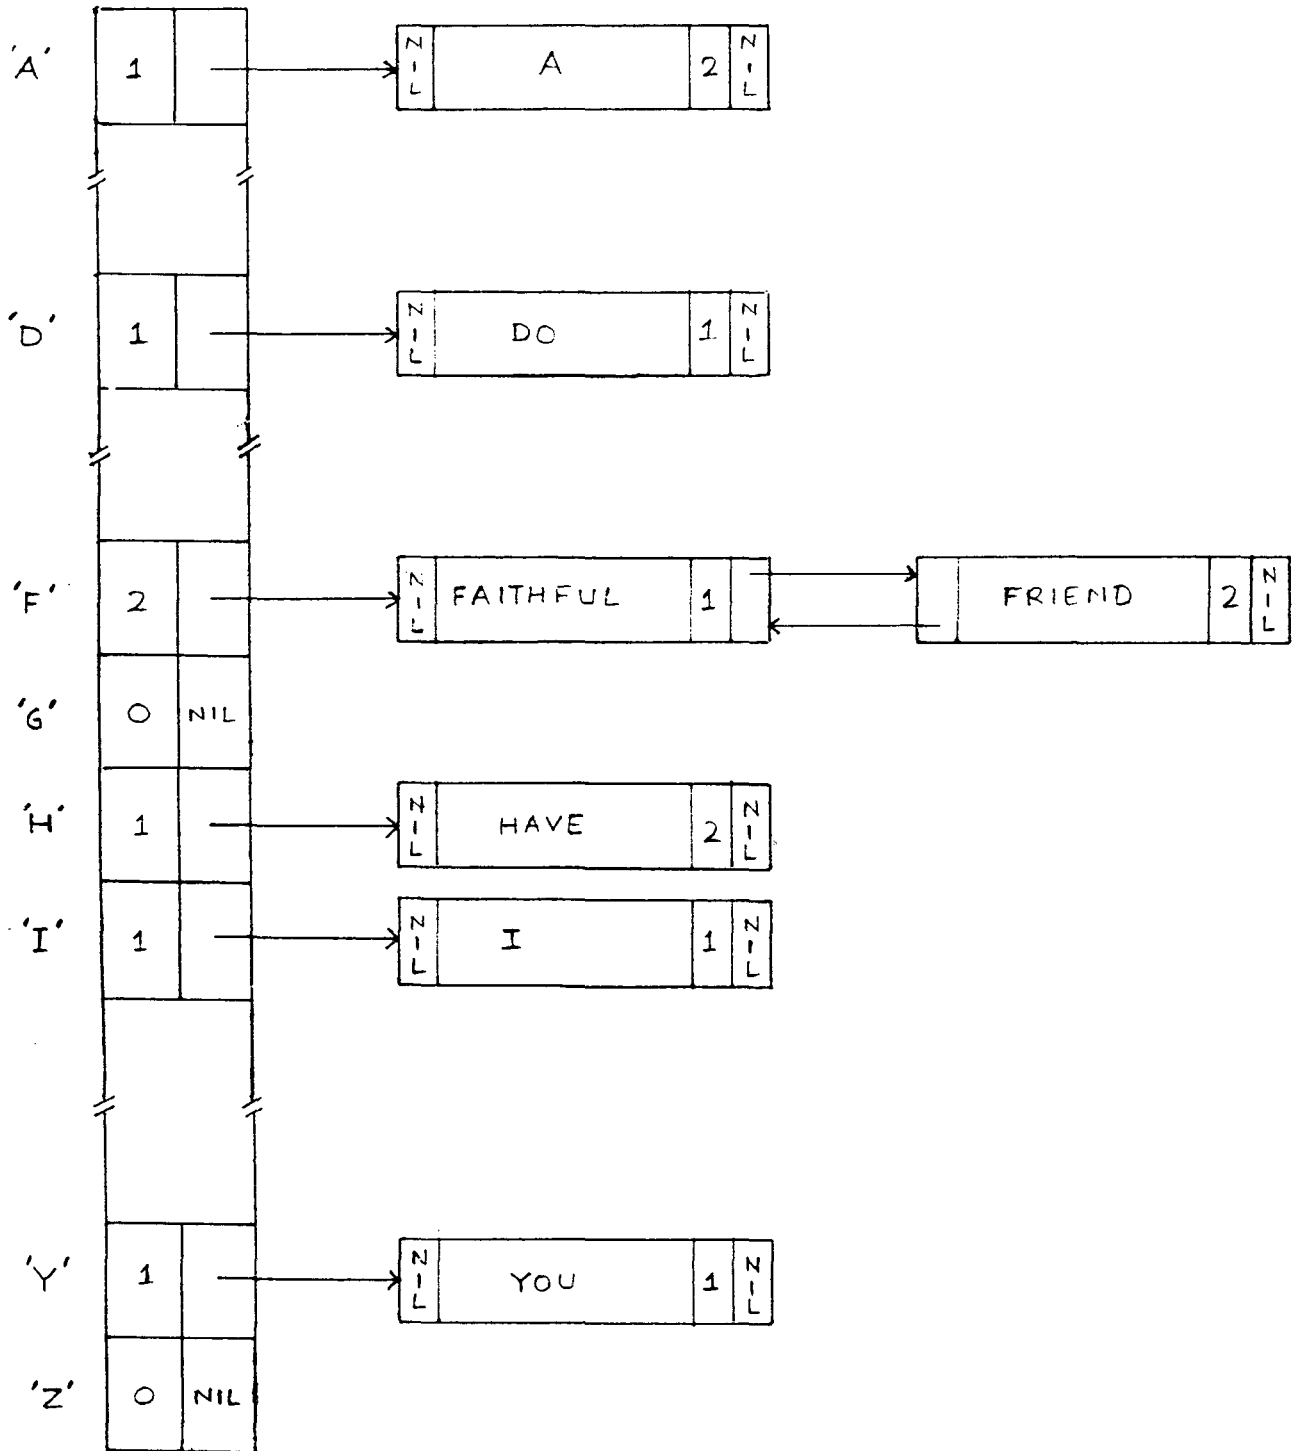 'A' 1 NIL A 2 NIL
'D' 1 NIL DO 1 NIL
'F' 2 NIL FAITHFUL 1 FRIEND 2 NIL
'G' 0 NIL
'H' 1 NIL HAVE 2 NIL
'I' 1 NIL I 1 NIL
'Y' 1 NIL YOU 1 NIL
'Z' 0 NIL